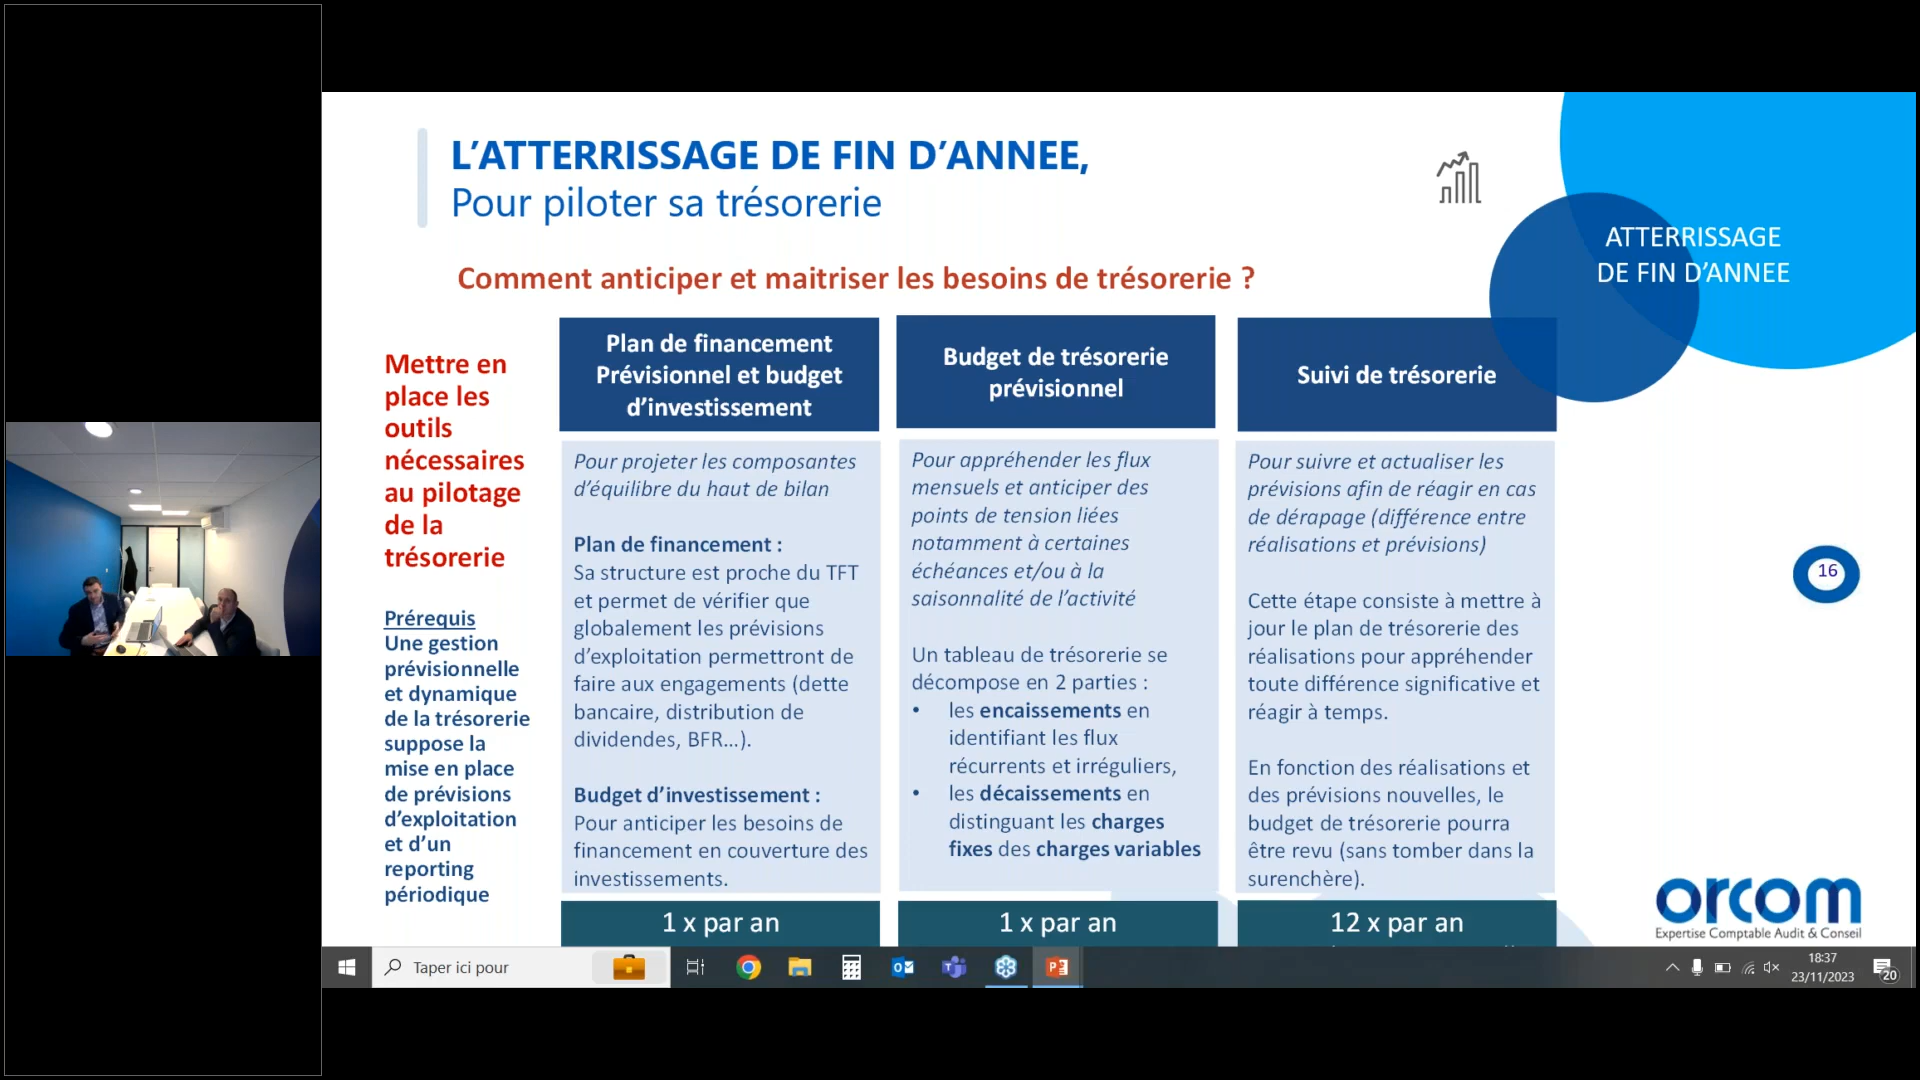 L’ATTERRISSAGE DE FIN D’ANNEE,
Pour piloter sa trésorerie
ATTERRISSAGE
DE FIN D’ANNEE
Comment anticiper et maitriser les besoins de trésorerie ?
Mettre en
place les
outils
nécessaires
au pilotage
de la
trésorerie
Prérequis
Une gestion
prévisionnelle
et dynamique
de la trésorerie
suppose la
mise en place
de prévisions
d’exploitation
et d’un
reporting
périodique
Plan de financement
Prévisionnel et budget
d’investissement
Pour projeter les composantes
d’équilibre du haut de bilan
Plan de financement :
Sa structure est proche du TFT
et permet de vérifier que
globalement les prévisions
d’exploitation permettront de
faire aux engagements (dette
bancaire, distribution de
dividendes, BFR…).
Budget d’investissement :
Pour anticiper les besoins de
financement en couverture des
investissements.
1 x par an
Budget de trésorerie
prévisionnel
Pour appréhender les flux
mensuels et anticiper des
points de tension liées
notamment à certaines
échéances et/ou à la
saisonnalité de l’activité
Un tableau de trésorerie se
décompose en 2 parties :
• les encaissements en
identifiant les flux
récurrents et irréguliers,
• les décaissements en
distinguant les charges
fixes des charges variables
1 x par an
Suivi de trésorerie
Pour suivre et actualiser les
prévisions afin de réagir en cas
de dérapage (différence entre
réalisations et prévisions)
Cette étape consiste à mettre à
jour le plan de trésorerie des
réalisations pour appréhender
toute différence significative et
réagir à temps.
En fonction des réalisations et
des prévisions nouvelles, le
budget de trésorerie pourra
être revu (sans tomber dans la
surenchère).
12 x par an
16
orcom
Expertise Comptable Audit & Conseil
Taper ici pour
18:37
23/11/2023
20